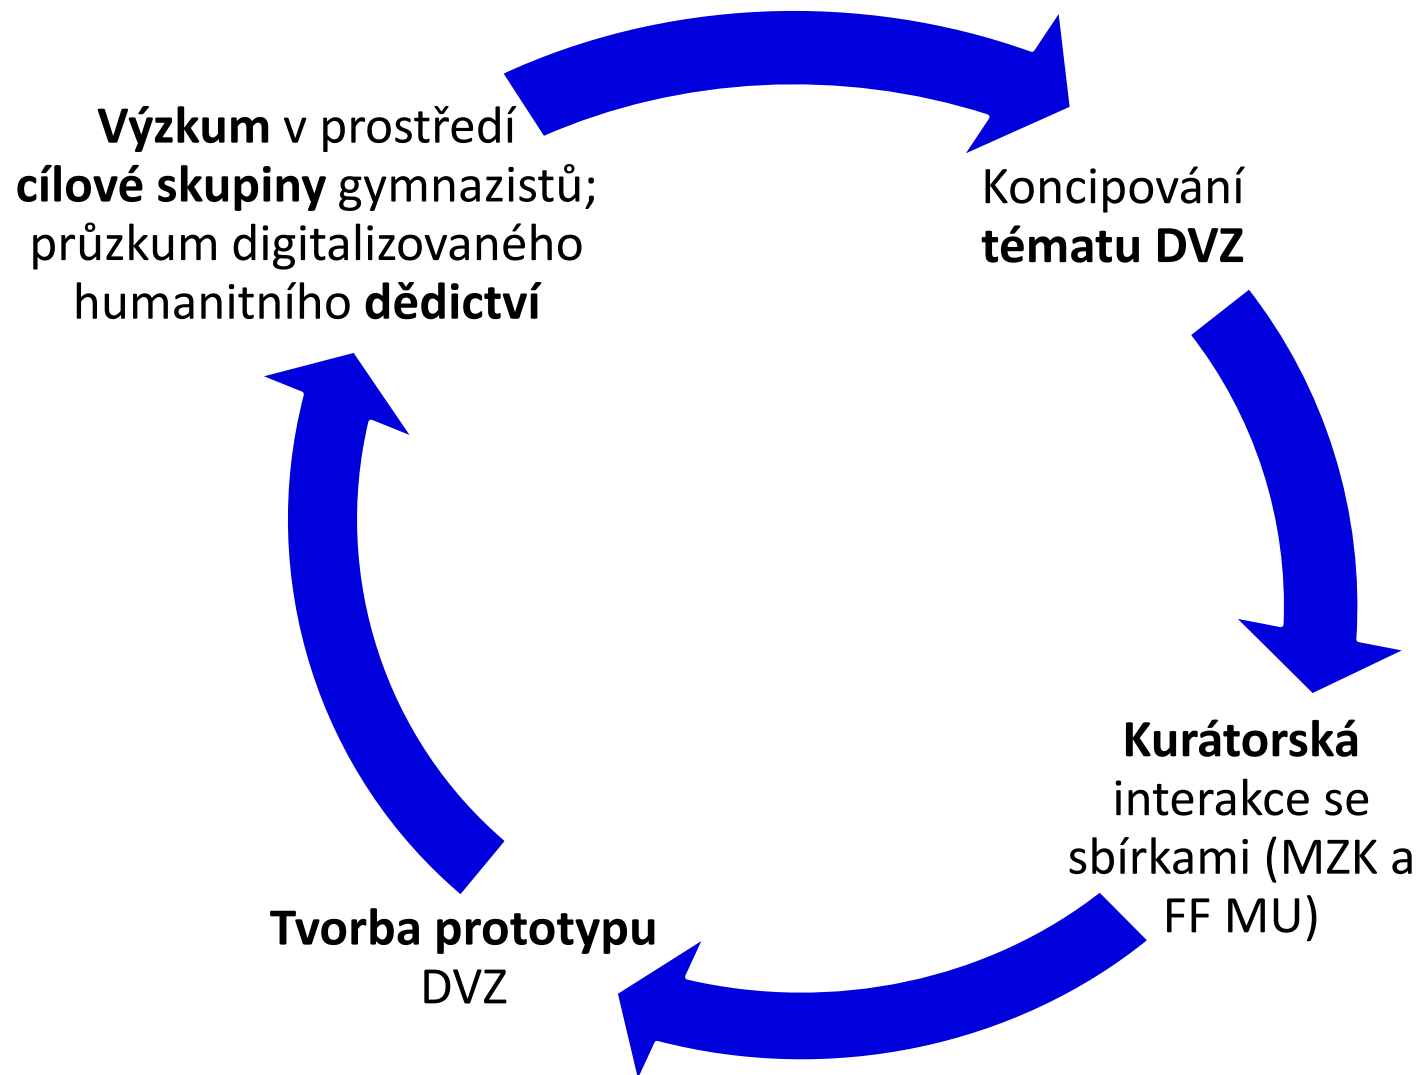 Výzkum v prostředí
cílové skupiny gymnazistů;
průzkum digitalizovaného
humanitního dědictví
Koncipování
tématu DVZ
Kurátorská
interakce se
sbírkami (MZK a
FF MU)
Tvorba prototypu
DVZ